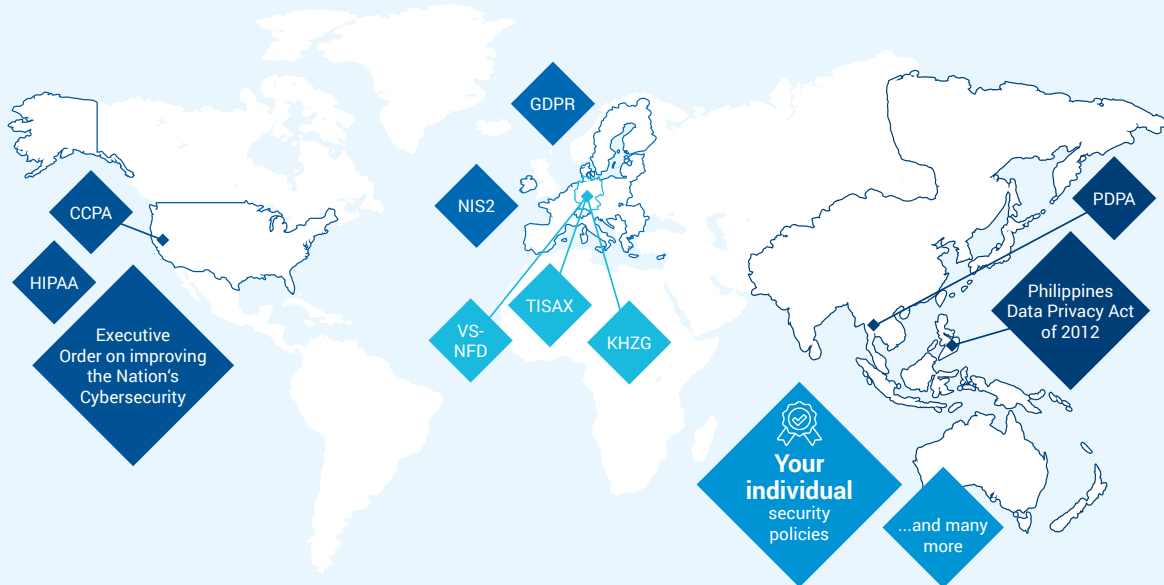 GDPR
NIS2
CCPA
HIPAA
Executive
Order on improving
the Nation's
Cybersecurity
VS-
NFD
TISAX
KHZG
PDPA
Philippines
Data Privacy Act
of 2012
Your
individual
security
policies
...and many
more